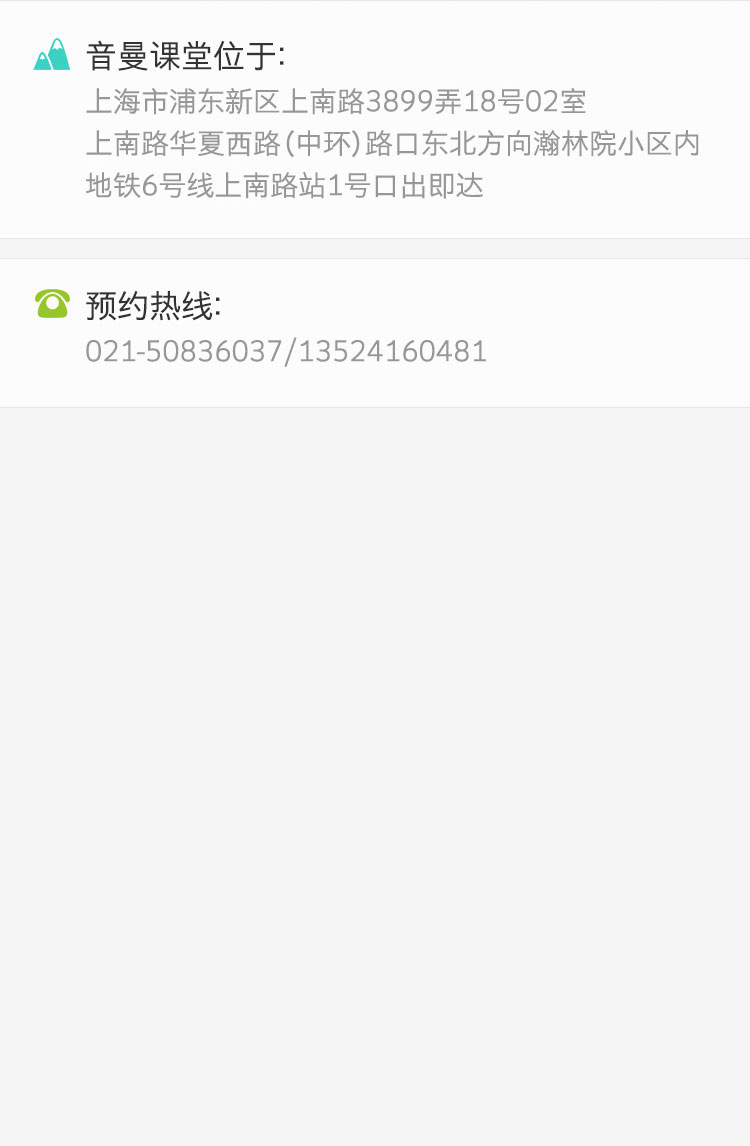 音曼课堂位于:
上海市浦东新区上南路3899弄18号02室
上南路华夏西路(中环)路口东北方向瀚林院小区内
地铁6号线上南路站1号口出即达
预约热线:
021-50836037/13524160481